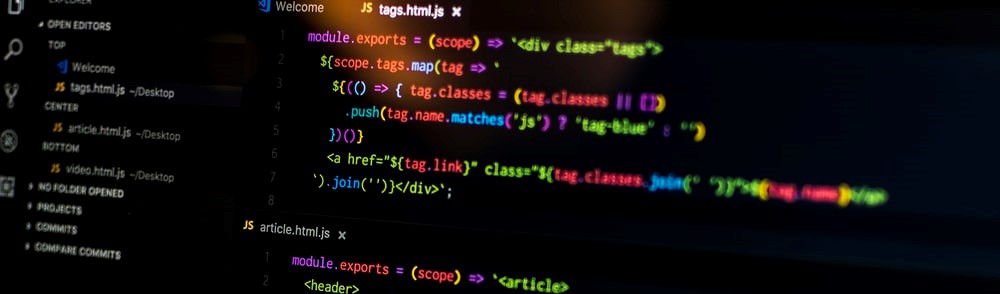 EXPLORER
OPEN EDITORS
TOP
Welcome
JS tags.html.js ~/Desktop
CENTER
JS article.html.js ~/Desktop
BOTTOM
JS video.html.js ~/Desktop
NO FOLDER OPENED
PROJECTS
COMMITS
COMPARE COMMITS
Welcome JS tags.html.js ×
1 module.exports = (scope) => `<div class="tags">
2 ${scope.tags.map(tag => `
3 ${(() => { tag.classes = (tag.classes || [])
4 .push(tag.name.matches('js') ? 'tag-blue' : '')
5 })()}
6 <a href="${tag.link}" class="${tag.classes.join(' ')}">${tag.name}</a>
7 `).join('')}</div>`;
8
JS article.html.js ×
1 module.exports = (scope) => `<article>
2 <header>